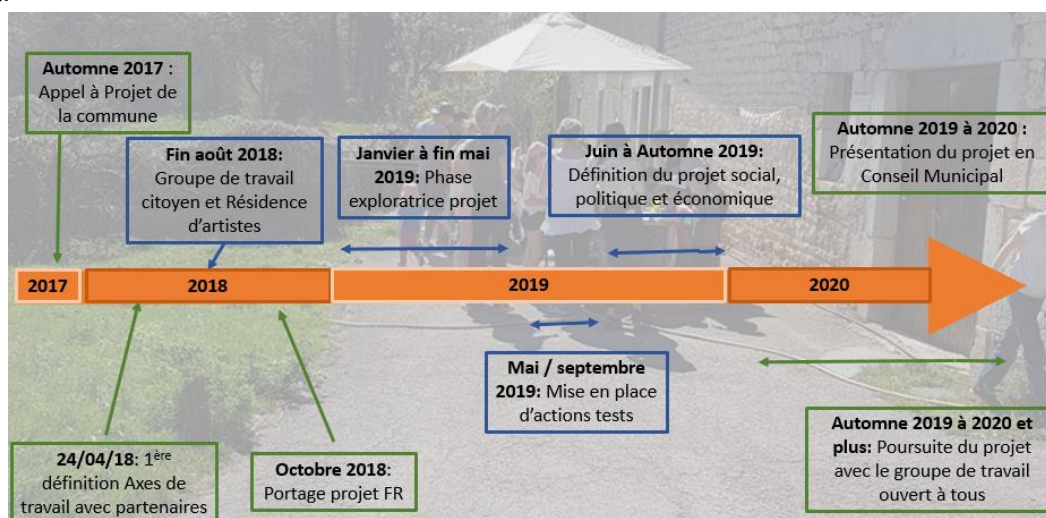 Automne 2017 :
Appel à Projet de
la commune
Fin août 2018:
Groupe de travail
citoyen et Résidence
d'artistes
Janvier à fin mai
2019: Phase
exploratrice projet
Juin à Automne 2019:
Définition du projet social,
politique et économique
Automne 2019 à 2020 :
Présentation du projet en
Conseil Municipal
2017
2018
2019
2020
24/04/18: 1ère
définition Axes de
travail avec partenaires
Octobre 2018:
Portage projet FR
Mai / septembre
2019: Mise en place
d'actions tests
Automne 2019 à 2020 et
plus: Poursuite du projet
avec le groupe de travail
ouvert à tous